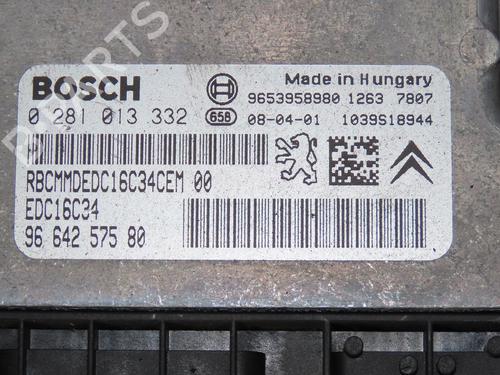 BOSCH
Made in Hungary
9653958980 1263 7807
0 281 013 332
658
08-04-01 1039S18944
RBCMMDEDC16C34CEM 00
EDC16C34
96 642 575 80